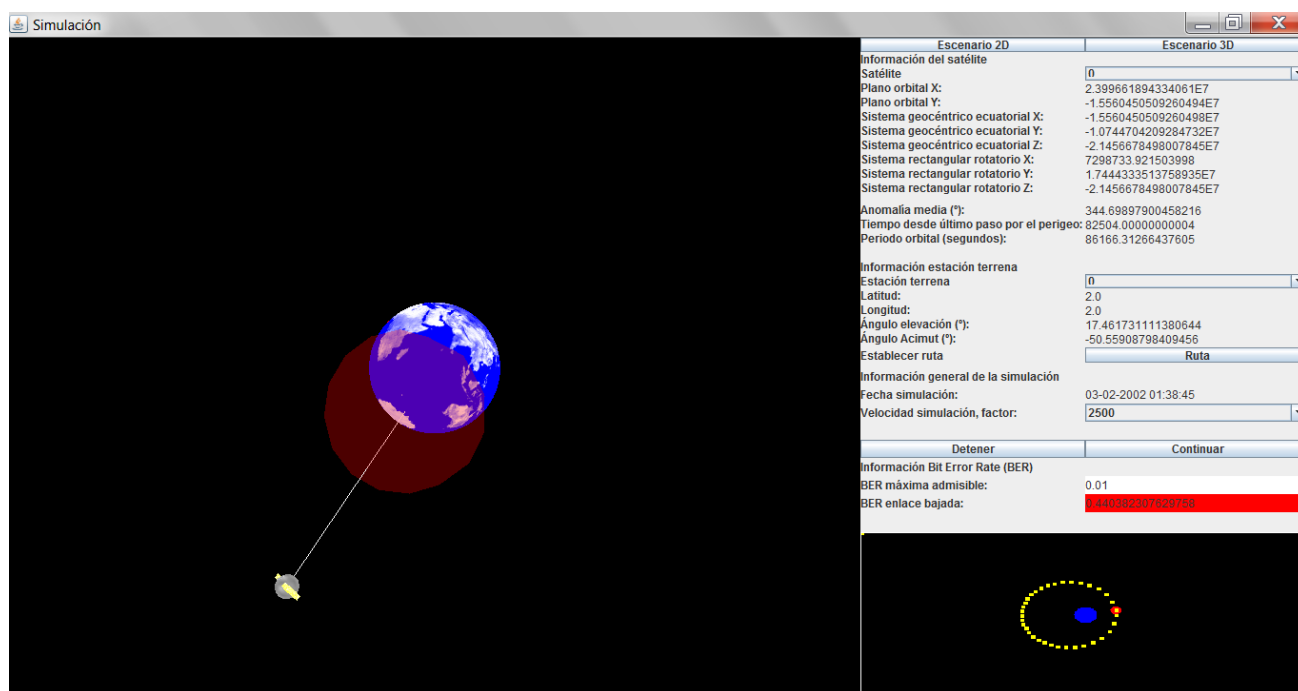 Simulación
Escenario 2D Escenario 3D
Información del satélite
Satélite 0
Plano orbital X: 2.399661894334061E7
Plano orbital Y: -1.5560450509260494E7
Sistema geocéntrico ecuatorial X: -1.5560450509260498E7
Sistema geocéntrico ecuatorial Y: -1.0744704209284732E7
Sistema geocéntrico ecuatorial Z: -2.1456678498007845E7
Sistema rectangular rotatorio X: 7298733.921503998
Sistema rectangular rotatorio Y: 1.7444333513758935E7
Sistema rectangular rotatorio Z: -2.1456678498007845E7
Anomalía media (º): 344.69897900458216
Tiempo desde último paso por el perigeo: 82504.00000000004
Periodo orbital (segundos): 86166.31266437605
Información estación terrena
Estación terrena 0
Latitud: 2.0
Longitud: 2.0
Ángulo elevación (º): 17.461731111380644
Ángulo Acimut (º): -50.55908798409456
Establecer ruta Ruta
Información general de la simulación
Fecha simulación: 03-02-2002 01:38:45
Velocidad simulación, factor: 2500
Detener Continuar
Información Bit Error Rate (BER)
BER máxima admisible: 0.01
BER enlace bajada: 0.440382307629758